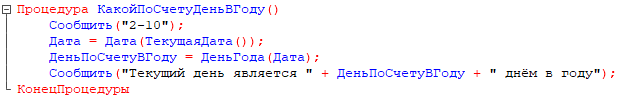 Процедура КакойПоСчетуДеньВГоду()
Сообщить("2-10");
Дата = Дата(ТекущаяДата());
ДеньПоСчетуВГоду = ДеньГода(Дата);
Сообщить("Текущий день является " + ДеньПоСчетуВГоду + " днём в году");
КонецПроцедуры